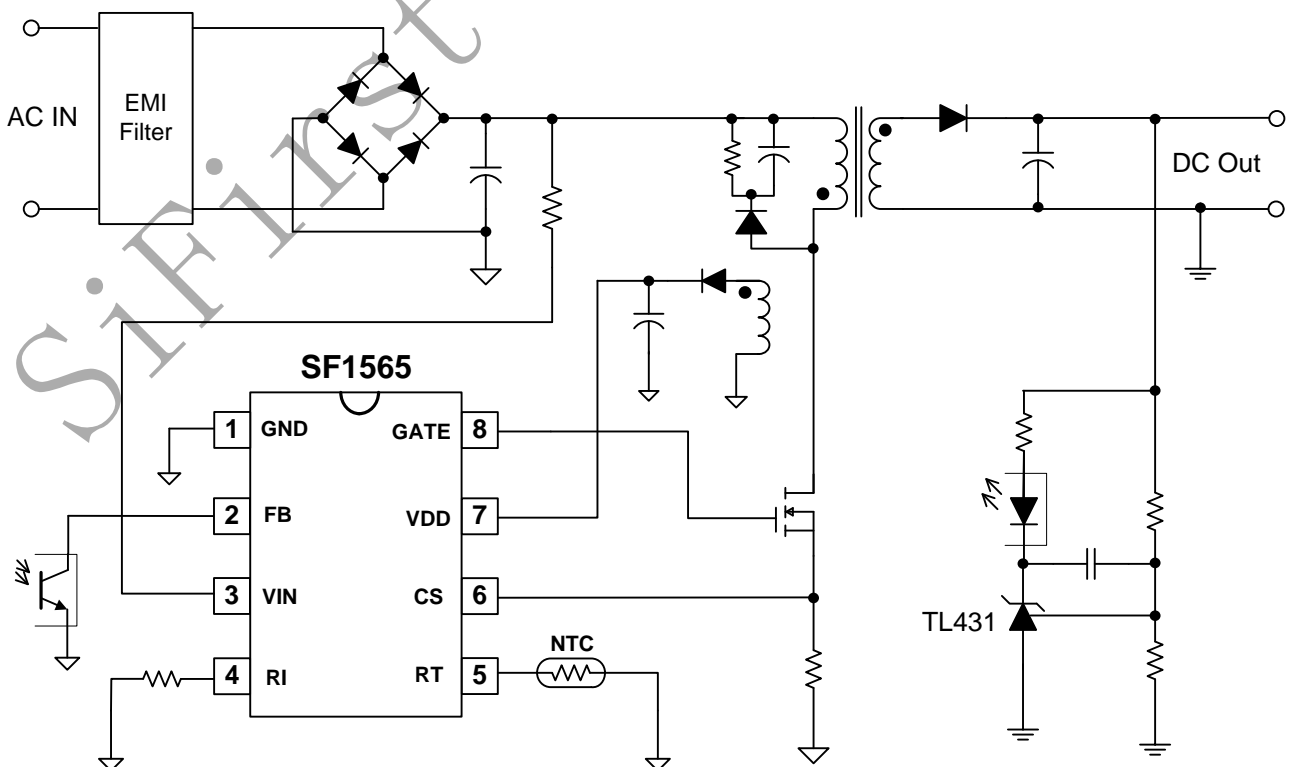 AC IN
EMI
Filter
DC Out
SiFirst
SF1565
1 GND
GATE 8
2 FB
VDD 7
3 VIN
CS 6
4 RI
RT 5
NTC
TL431